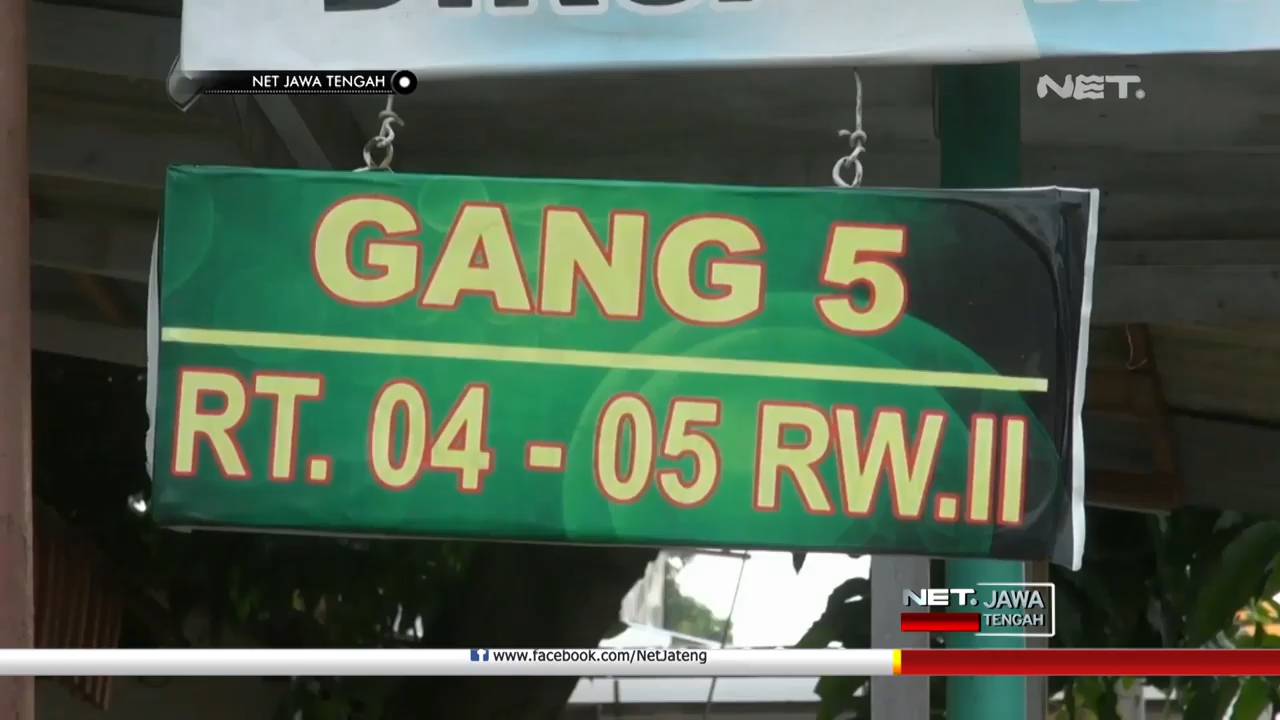 NET JAWA TENGAH
NET.
GANG 5
RT. 04 - 05 RW.II
NET. JAWA
TENGAH
www.facebook.com/NetJateng